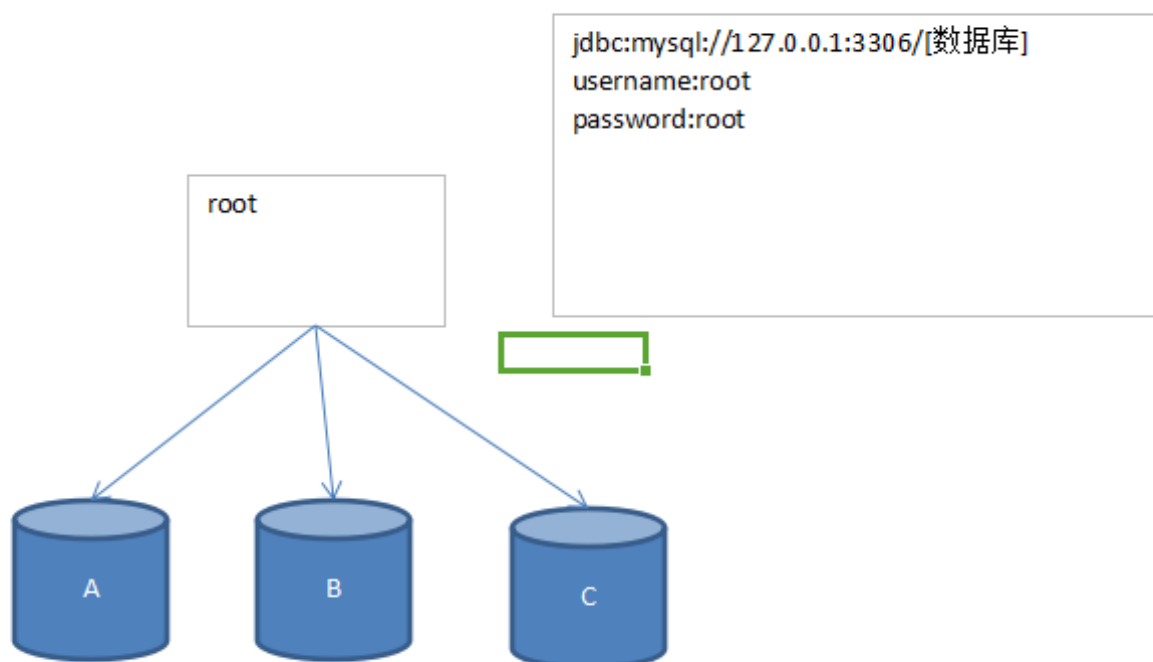 jdbc:mysql://127.0.0.1:3306/[数据库]
username:root
password:root
root
A
B
C